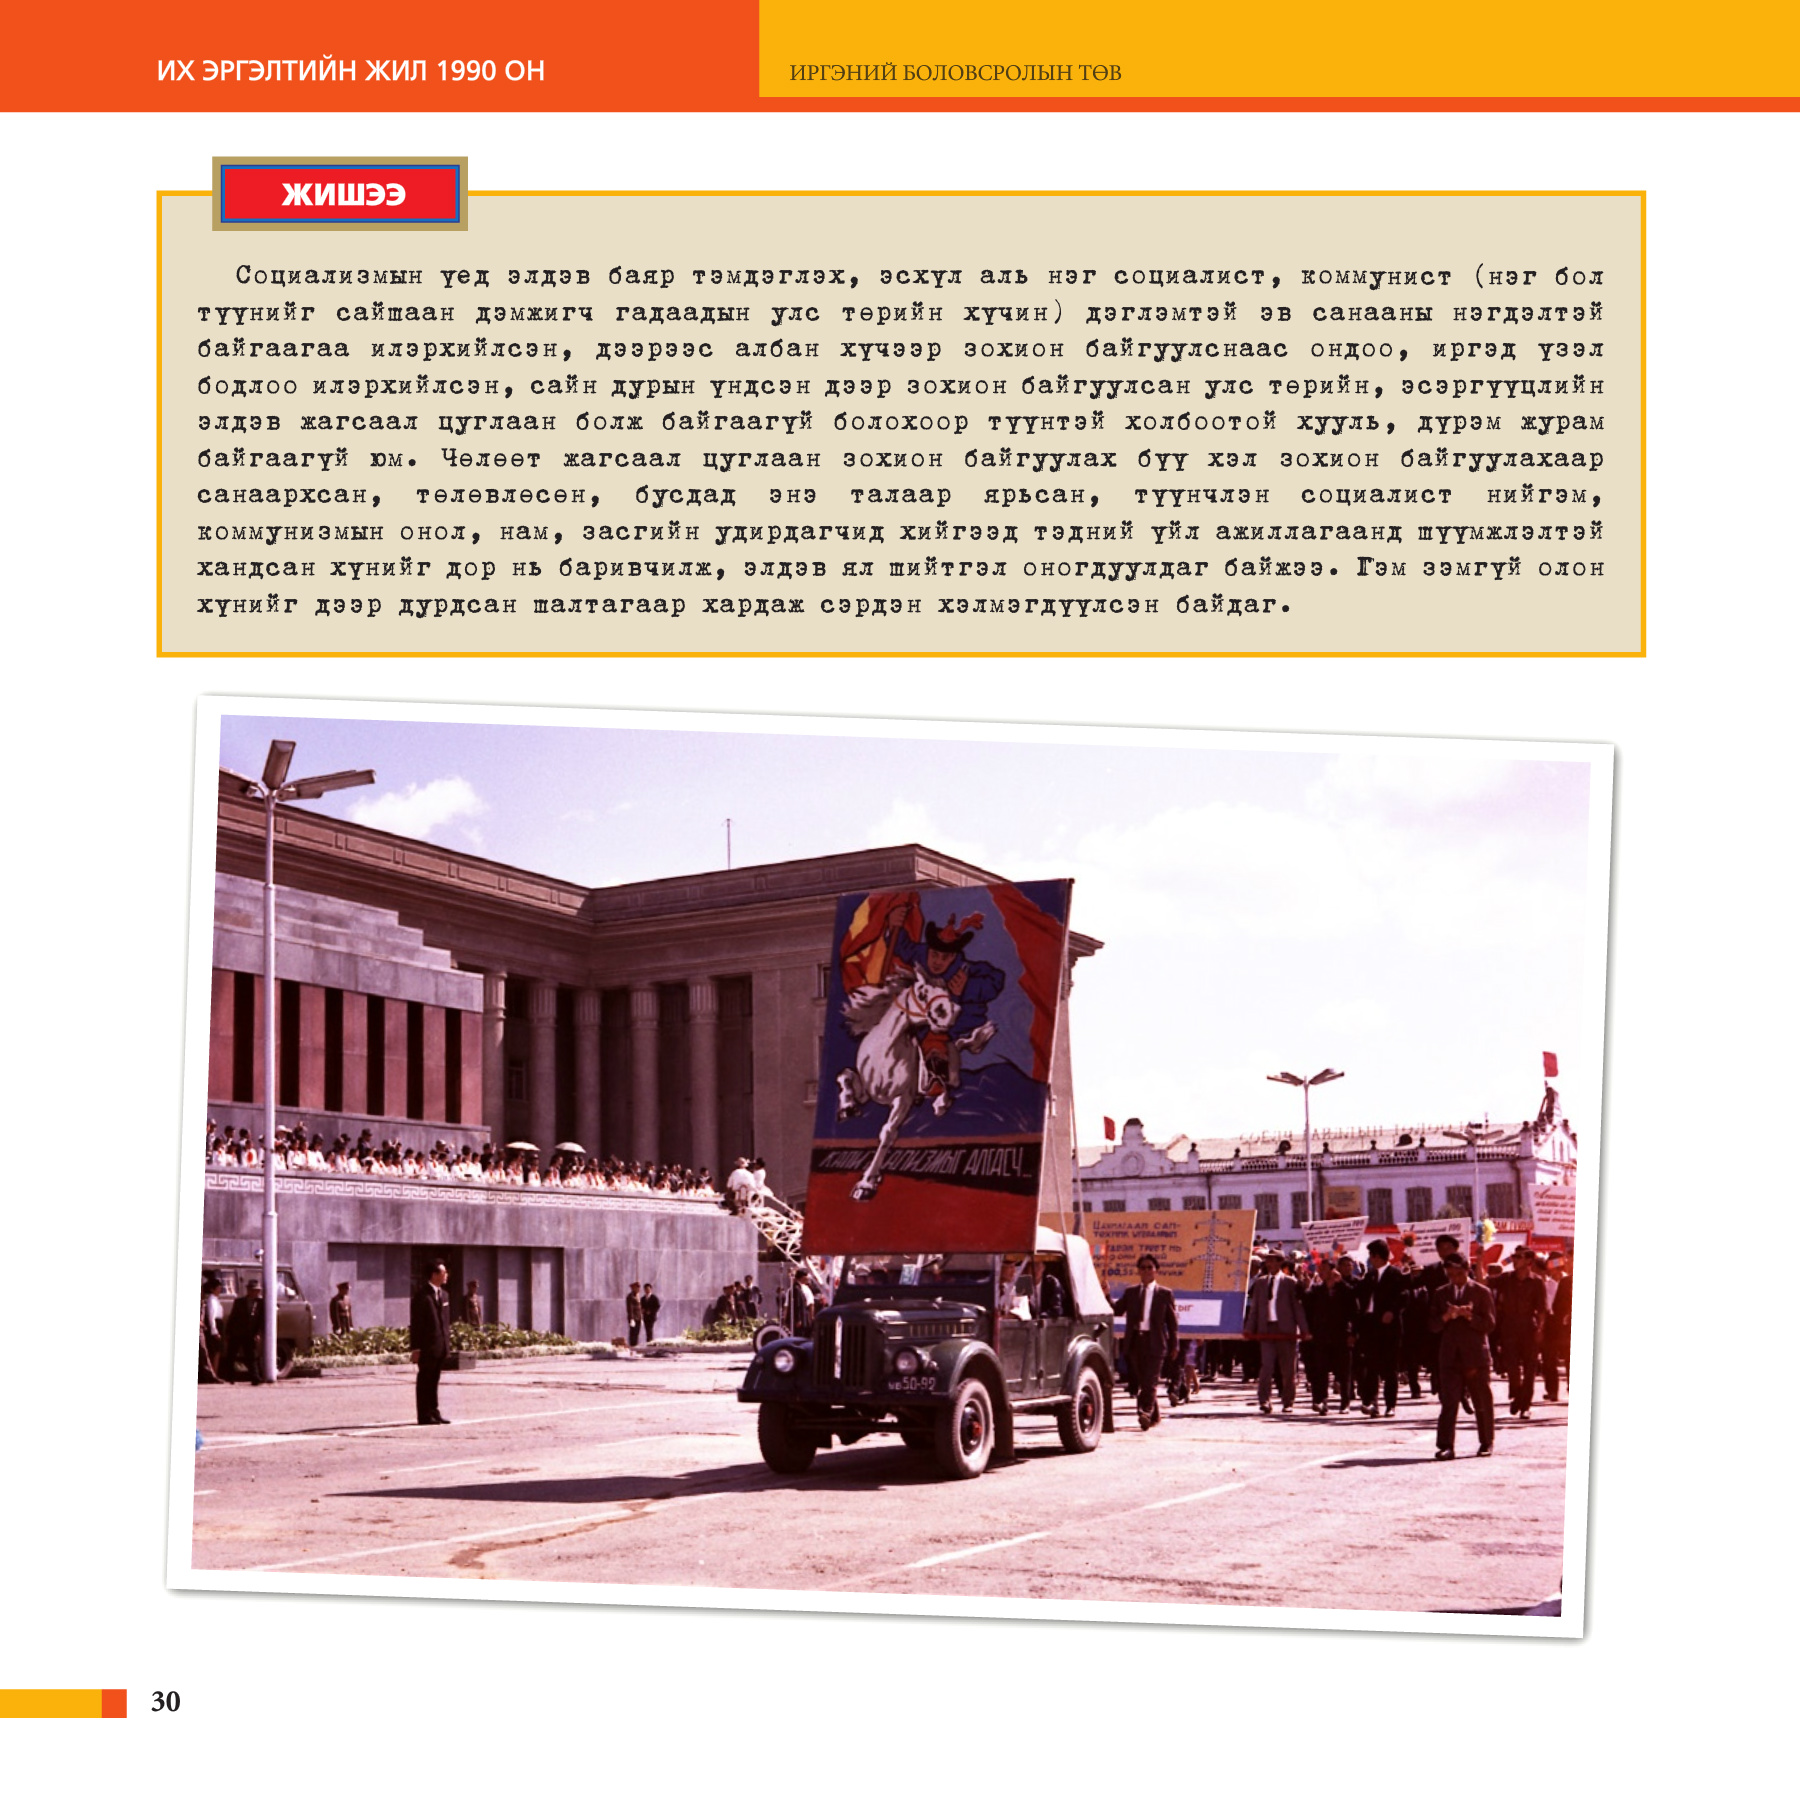 ИХ ЭРГЭЛТИЙН ЖИЛ 1990 ОН
ИРГЭНИЙ БОЛОВСРОЛЫН ТӨВ
ЖИШЭЭ
Социализмын үед элдэв баяр тэмдэглэх, эсхүл аль нэг социалист, коммунист (нэг бол
түүнийг сайшаан дэмжигч гадаадын улс төрийн хүчин) дэглэмтэй эв санааны нэгдэлтэй
байгаагаа илэрхийлсэн, дээрээс албан хүчээр зохион байгуулснаас ондоо, иргэд үзэл
бодлоо илэрхийлсэн, сайн дурын үндсэн дээр зохион байгуулсан улс төрийн, эсэргүүцлийн
элдэв жагсаал цуглаан болж байгаагүй болохоор түүнтэй холбоотой хууль, дүрэм журам
байгаагүй юм. Чөлөөт жагсаал цуглаан зохион байгуулах бүү хэл зохион байгуулахаар
санаархсан, төлөвлөсөн, бусдад энэ талаар ярьсан, түүнчлэн социалист нийгэм,
коммунизмын онол, нам, засгийн удирдагчид хийгээд тэдний үйл ажиллагаанд шүүмжлэлтэй
хандсан хүнийг дор нь баривчилж, элдэв ял шийтгэл оногдуулдаг байжээ. Гэм зэмгүй олон
хүнийг дээр дурдсан шалтагаар хардаж сэрдэн хэлмэгдүүлсэн байдаг.
АЛГАСЧ...
50-92
30